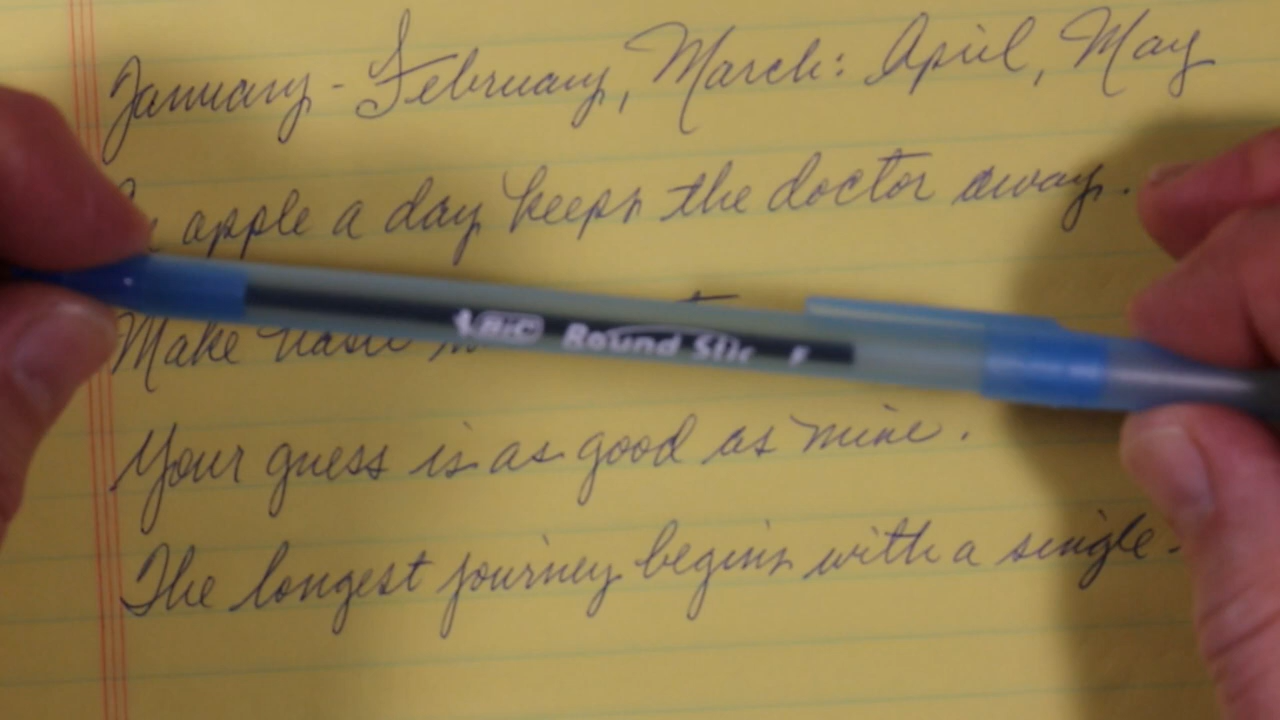 January - February, March: April, May
apple a day keeps the doctor away.
Make
BIC Round Stic F
Your guess is as good as mine.
The longest journey begins with a single